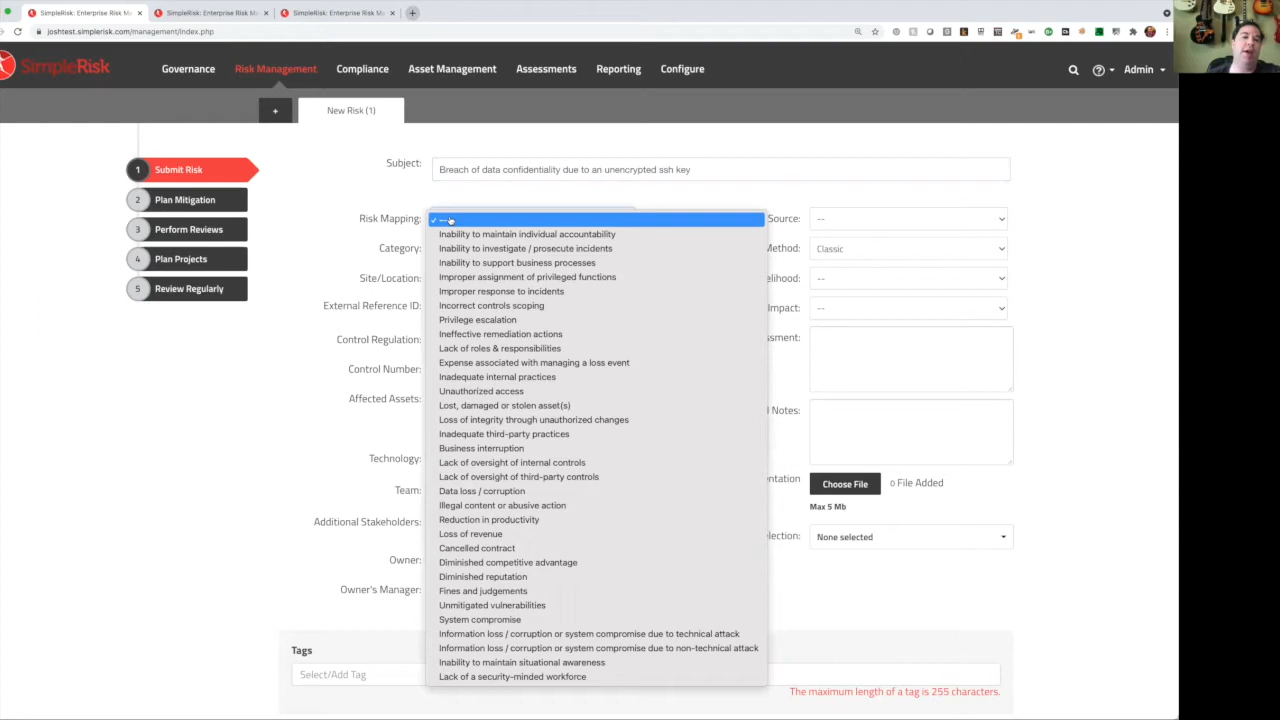 SimpleRisk: Enterprise Risk Ma
SimpleRisk: Enterprise Risk Ma
SimpleRisk: Enterprise Risk Ma
joshtest.simplerisk.com/management/index.php
SimpleRisk
Governance
Risk Management
Compliance
Asset Management
Assessments
Reporting
Configure
Admin
+
New Risk (1)
1 Submit Risk
2 Plan Mitigation
3 Perform Reviews
4 Plan Projects
5 Review Regularly
Subject:
Breach of data confidentiality due to an unencrypted ssh key
Risk Mapping:
Category:
Site/Location:
External Reference ID:
Control Regulation:
Control Number:
Affected Assets:
Technology:
Team:
Additional Stakeholders:
Owner:
Owner's Manager:
✓ --
Inability to maintain individual accountability
Inability to investigate / prosecute incidents
Inability to support business processes
Improper assignment of privileged functions
Improper response to incidents
Incorrect controls scoping
Privilege escalation
Ineffective remediation actions
Lack of roles & responsibilities
Expense associated with managing a loss event
Inadequate internal practices
Unauthorized access
Lost, damaged or stolen asset(s)
Loss of integrity through unauthorized changes
Inadequate third-party practices
Business interruption
Lack of oversight of internal controls
Lack of oversight of third-party controls
Data loss / corruption
Illegal content or abusive action
Reduction in productivity
Loss of revenue
Cancelled contract
Diminished competitive advantage
Diminished reputation
Fines and judgements
Unmitigated vulnerabilities
System compromise
Information loss / corruption or system compromise due to technical attack
Information loss / corruption or system compromise due to non-technical attack
Inability to maintain situational awareness
Lack of a security-minded workforce
Source:
--
Method:
Classic
elihood:
--
Impact:
--
ssment:
l Notes:
entation
Choose File
0 File Added
Max 5 Mb
lection:
None selected
Tags
Select/Add Tag
The maximum length of a tag is 255 characters.